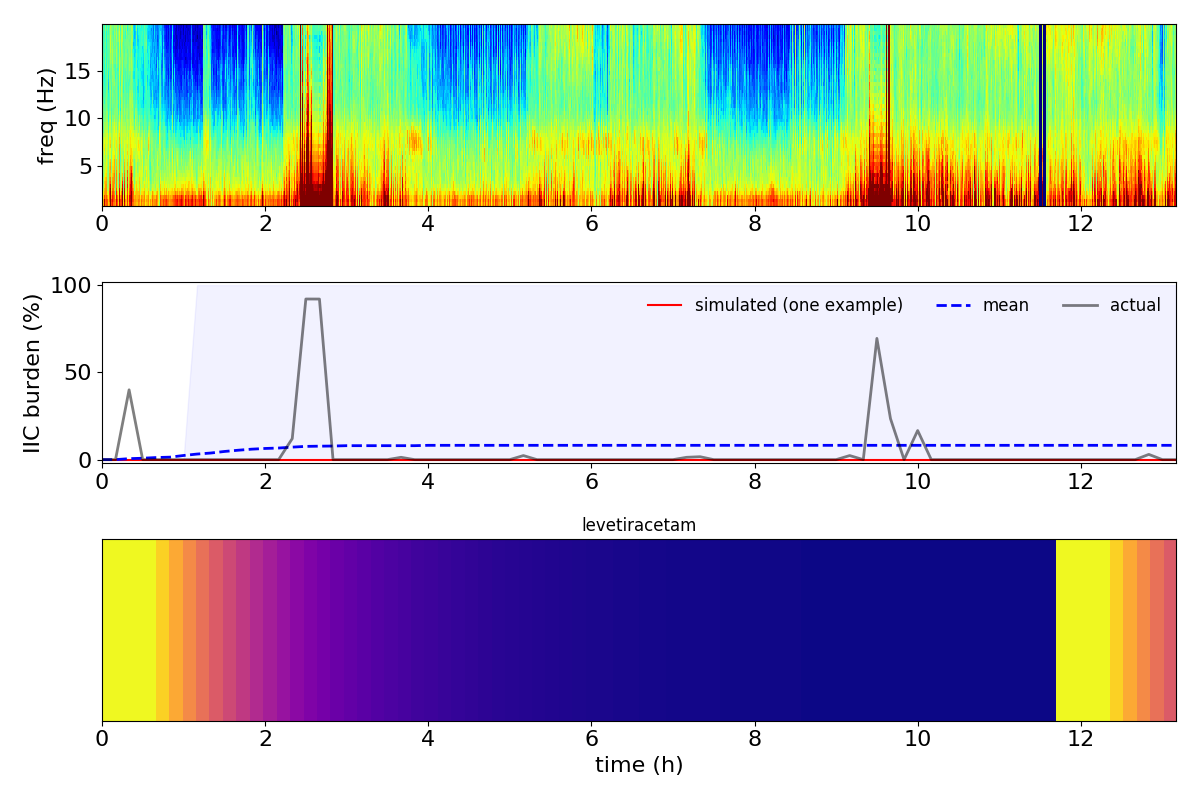 freq (Hz)
15
10
5
0 2 4 6 8 10 12
IIC burden (%)
100
50
0
simulated (one example) mean actual
0 2 4 6 8 10 12
levetiracetam
0 2 4 6 8 10 12
time (h)